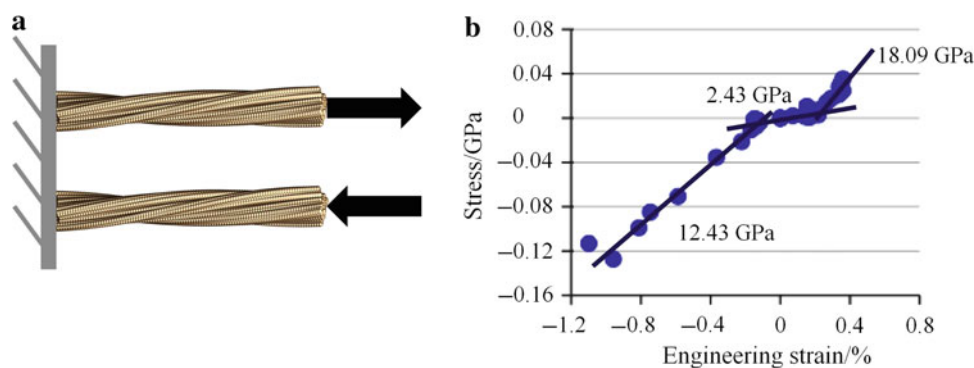 a
b
0.08
0.04
0
−0.04
−0.08
−0.12
−0.16
Stress/GPa
18.09 GPa
2.43 GPa
12.43 GPa
−1.2 −0.8 −0.4 0 0.4 0.8
Engineering strain/%